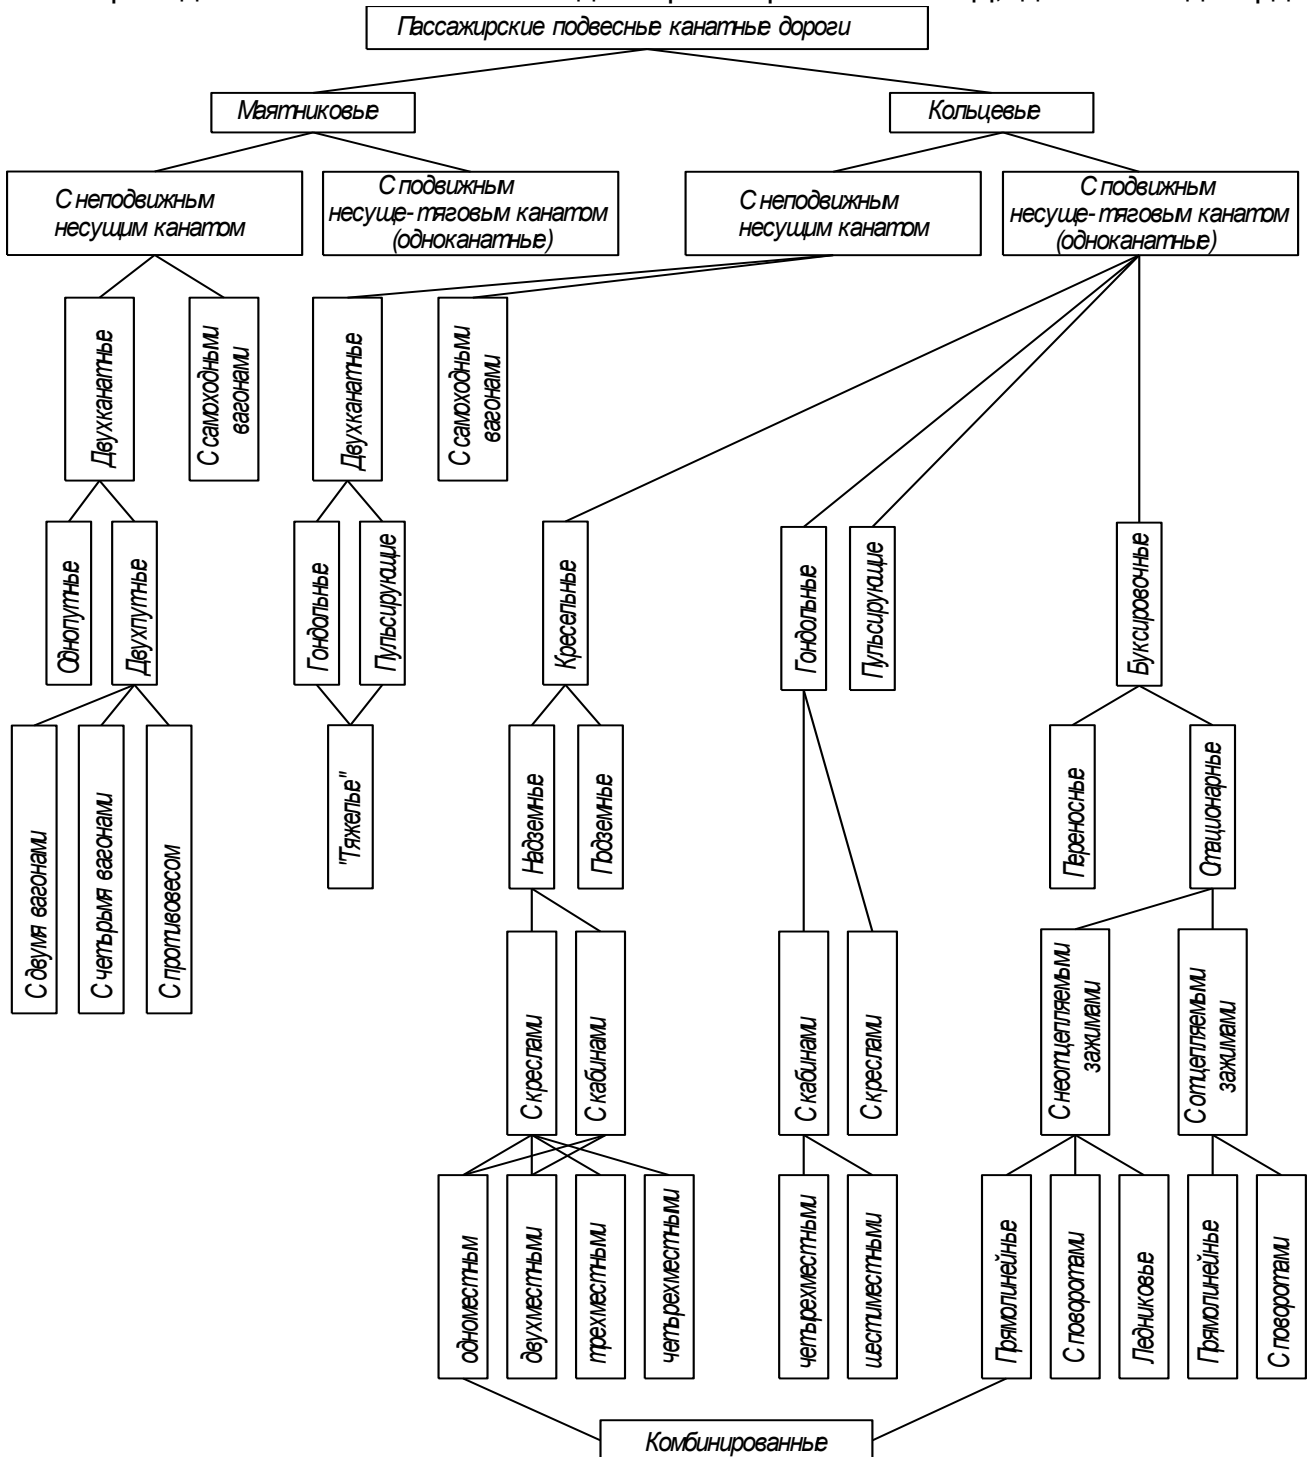 Пассажирские подвесные канатные дороги
Маятниковые
Кольцевые
С неподвижным
несущим канатом
С подвижным
несуще-тяговым канатом
(одноканатные)
С неподвижным
несущим канатом
С подвижным
несуще-тяговым канатом
(одноканатные)
Двухканатные
С самоходными
вагонами
Двухканатные
С самоходными
вагонами
Однопутные
Двухпутные
Гондольные
Пульсирующие
Кресельные
Гондольные
Пульсирующие
Буксировочные
С двумя вагонами
С четырьмя вагонами
С противовесом
"Тяжелые"
Надземные
Подземные
Переносные
Стационарные
С креслами
С кабинами
С кабинами
С креслами
С неотцепляемыми
зажимами
С отцепляемыми
зажимами
одноместным
двухместными
трехместными
четырехместными
четырехместными
шестиместными
Прямолинейные
С поворотами
Ледниковые
Прямолинейные
С поворотами
Комбинированные